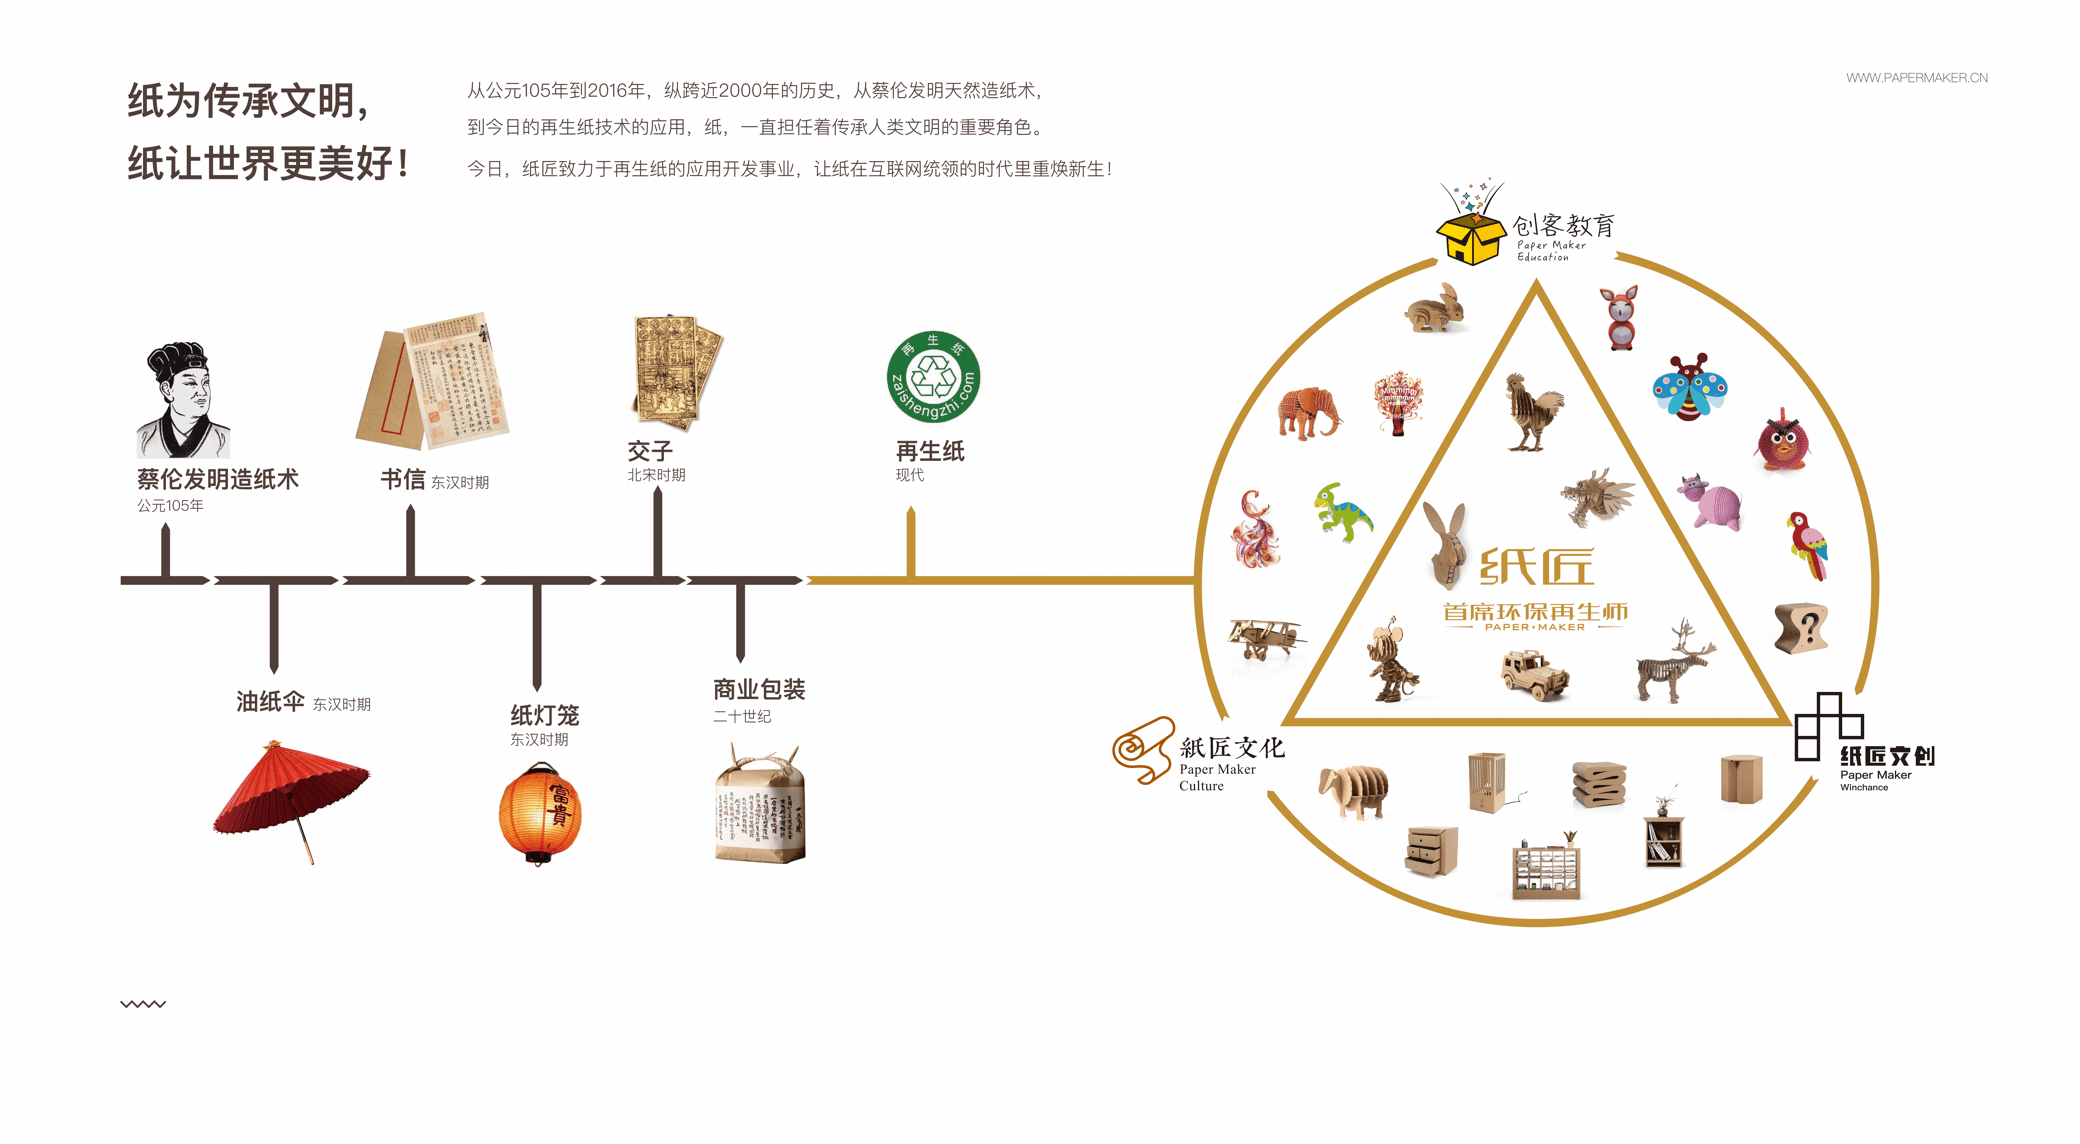 纸为传承文明，
纸让世界更美好！
从公元105年到2016年，纵跨近2000年的历史，从蔡伦发明天然造纸术，
到今日的再生纸技术的应用，纸，一直担任着传承人类文明的重要角色。
今日，纸匠致力于再生纸的应用开发事业，让纸在互联网统领的时代里重焕新生！
WWW.PAPERMAKER.CN
蔡伦发明造纸术
公元105年
书信 东汉时期
交子
北宋时期
再生纸
zaishengzhi.com
再生纸
现代
油纸伞 东汉时期
纸灯笼
东汉时期
富貴
商业包装
二十世纪
创客教育
Paper Maker
Education
纸匠
首席环保再生师
PAPER·MAKER
?
紙匠文化
Paper Maker
Culture
纸匠文创
Paper Maker
Winchance